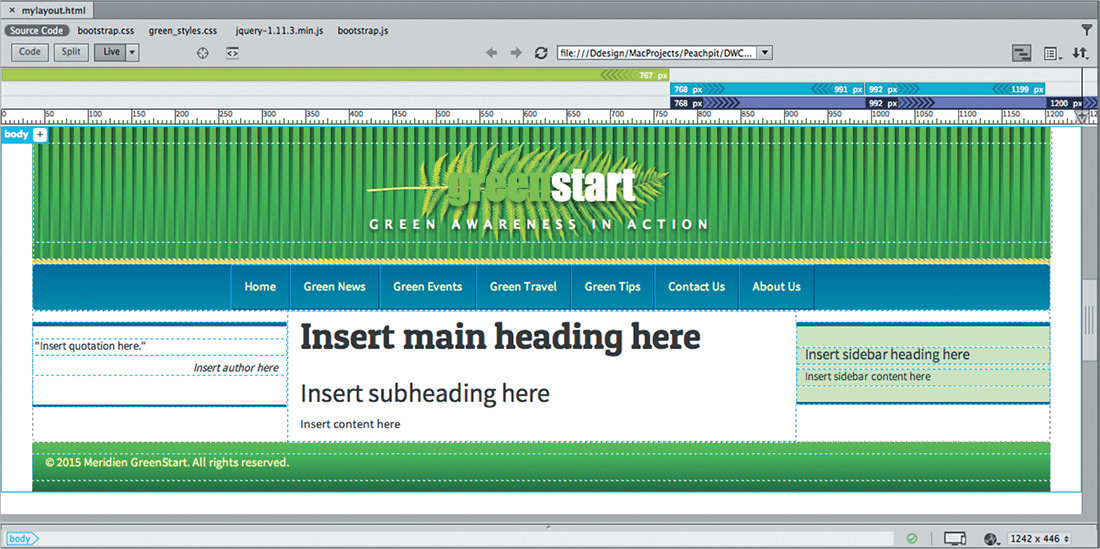 × mylayout.html
Source Code bootstrap.css green_styles.css jquery-1.11.3.min.js bootstrap.js
Code Split Live file:///Ddesign/MacProjects/Peachpit/DWC...
767 px
768 px 991 px 992 px 1199 px
768 px 992 px 1200 px
0 50 100 150 200 250 300 350 400 450 500 550 600 650 700 750 800 850 900 950 1000 1050 1100 1150 1200 12
body +
greenstart
GREEN AWARENESS IN ACTION
Home Green News Green Events Green Travel Green Tips Contact Us About Us
"Insert quotation here."
Insert author here
Insert main heading here
Insert subheading here
Insert content here
Insert sidebar heading here
Insert sidebar content here
© 2015 Meridien GreenStart. All rights reserved.
body 1242 x 446